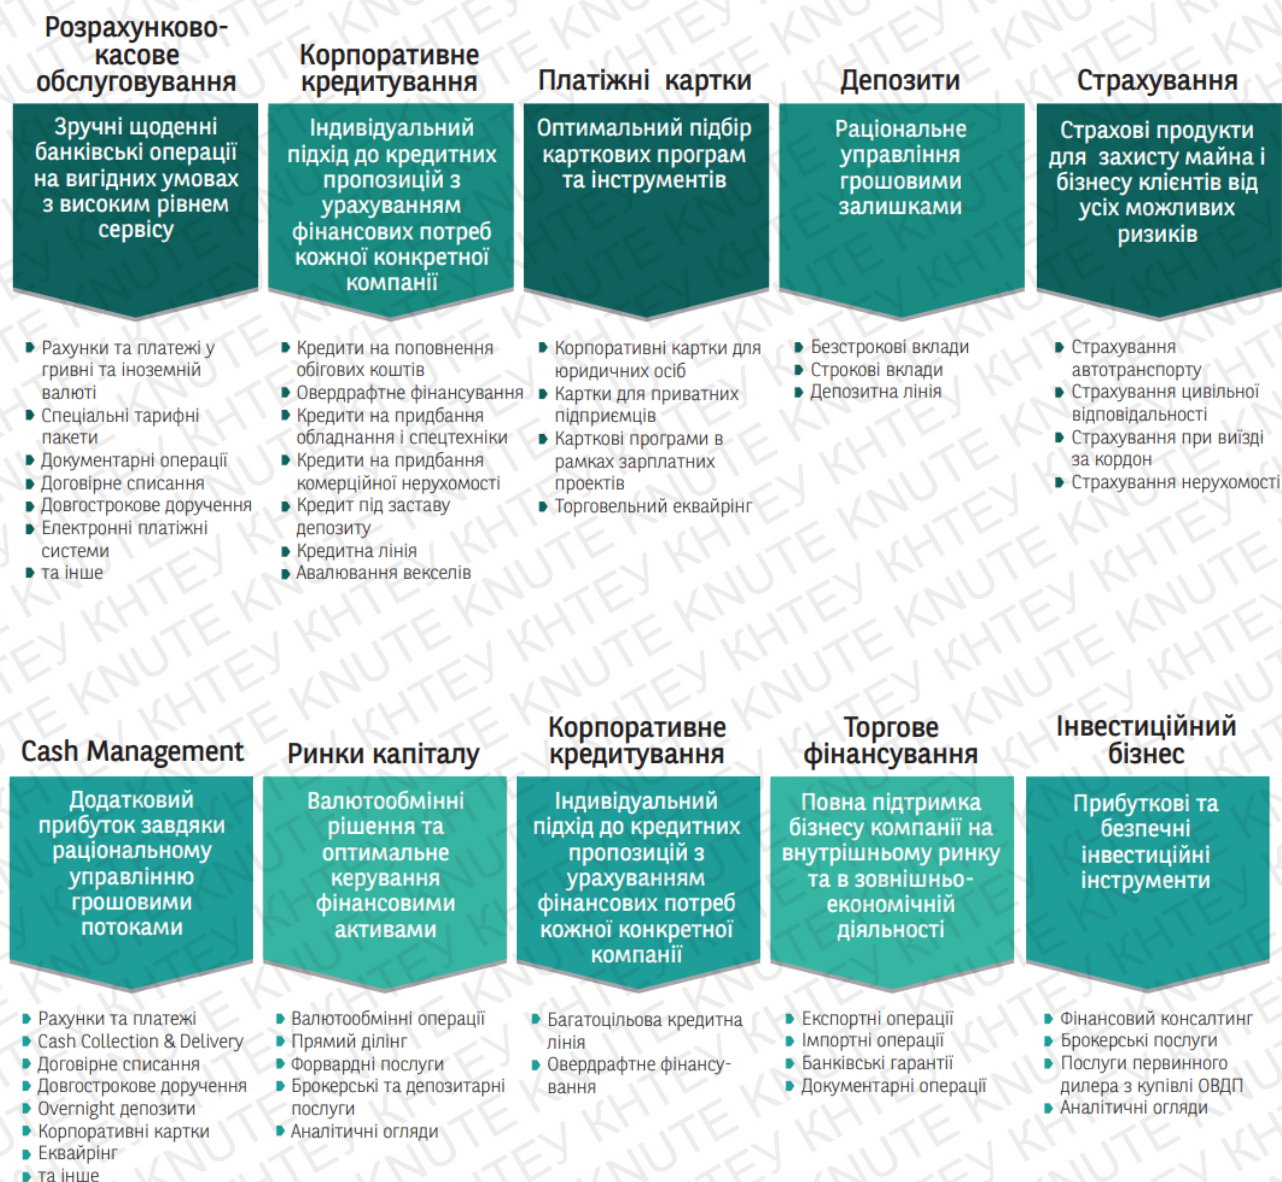 Розрахунково-
касове
обслуговування
Зручні щоденні
банківські операції
на вигідних умовах
з високим рівнем
сервісу
Рахунки та платежі у
гривні та іноземній
валюті
Спеціальні тарифні
пакети
Документарні операції
Договірне списання
Довгострокове доручення
Електронні платіжні
системи
та інше
Корпоративне
кредитування
Індивідуальний
підхід до кредитних
пропозицій з
урахуванням
фінансових потреб
кожної конкретної
компанії
Кредити на поповнення
обігових коштів
Овердрафтне фінансування
Кредити на придбання
обладнання і спецтехніки
Кредити на придбання
комерційної нерухомості
Кредит під заставу
депозиту
Кредитна лінія
Авалювання векселів
Платіжні картки
Оптимальний підбір
карткових програм
та інструментів
Корпоративні картки для
юридичних осіб
Картки для приватних
підприємців
Карткові програми в
рамках зарплатних
проектів
Торговельний еквайрінг
Депозити
Раціональне
управління
грошовими
залишками
Безстрокові вклади
Строкові вклади
Депозитна лінія
Страхування
Страхові продукти
для захисту майна і
бізнесу клієнтів від
усіх можливих
ризиків
Страхування
автотранспорту
Страхування цивільної
відповідальності
Страхування при виїзді
за кордон
Страхування нерухомості
Cash Management
Додатковий
прибуток завдяки
раціональному
управлінню
грошовими
потоками
Рахунки та платежі
Cash Collection & Delivery
Договірне списання
Довгострокове доручення
Overnight депозити
Корпоративні картки
Еквайрінг
та інше
Ринки капіталу
Валютообмінні
рішення та
оптимальне
керування
фінансовими
активами
Валютообмінні операції
Прямий ділінг
Форвардні послуги
Брокерські та депозитарні
послуги
Аналітичні огляди
Корпоративне
кредитування
Індивідуальний
підхід до кредитних
пропозицій з
урахуванням
фінансових потреб
кожної конкретної
компанії
Багатоцільова кредитна
лінія
Овердрафтне фінансу-
вання
Торгове
фінансування
Повна підтримка
бізнесу компанії на
внутрішньому ринку
та в зовнішньо-
економічній
діяльності
Експортні операції
Імпортні операції
Банківські гарантії
Документарні операції
Інвестиційний
бізнес
Прибуткові та
безпечні
інвестиційні
інструменти
Фінансовий консалтинг
Брокерські послуги
Послуги первинного
дилера з купівлі ОВДП
Аналітичні огляди
КНТЕУ KNUTE